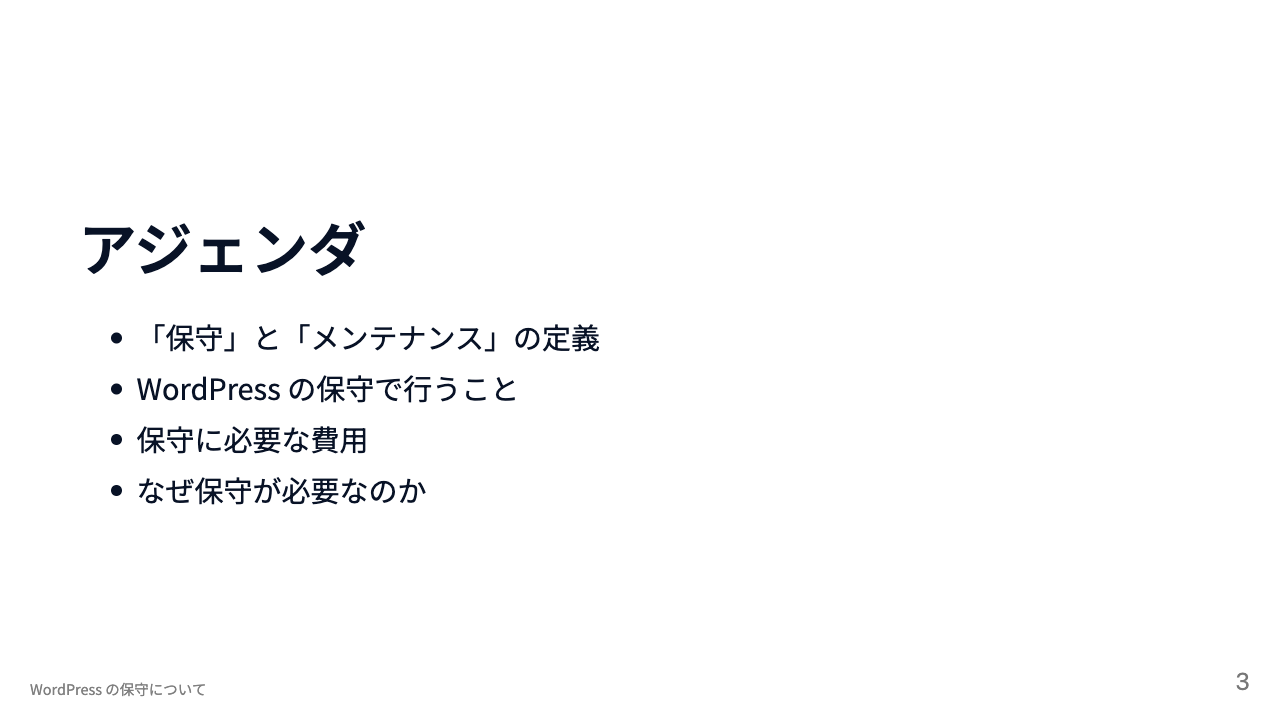 アジェンダ
• 「保守」と「メンテナンス」の定義
• WordPress の保守で行うこと
• 保守に必要な費用
• なぜ保守が必要なのか
WordPress の保守について
3